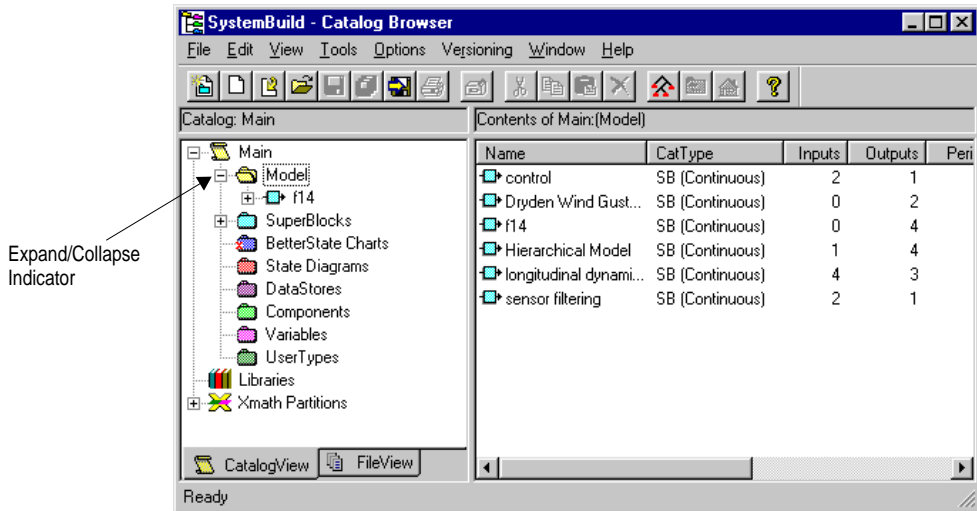 SystemBuild - Catalog Browser
File Edit View Tools Options Versioning Window Help
Catalog: Main
Contents of Main:(Model)
Main
Model
f14
SuperBlocks
BetterState Charts
State Diagrams
DataStores
Components
Variables
UserTypes
Libraries
Xmath Partitions
Expand/Collapse
Indicator
Name CatType Inputs Outputs Peri
control SB (Continuous) 2 1
Dryden Wind Gust... SB (Continuous) 0 2
f14 SB (Continuous) 0 4
Hierarchical Model SB (Continuous) 1 4
longitudinal dynami... SB (Continuous) 4 3
sensor filtering SB (Continuous) 2 1
CatalogView FileView
Ready